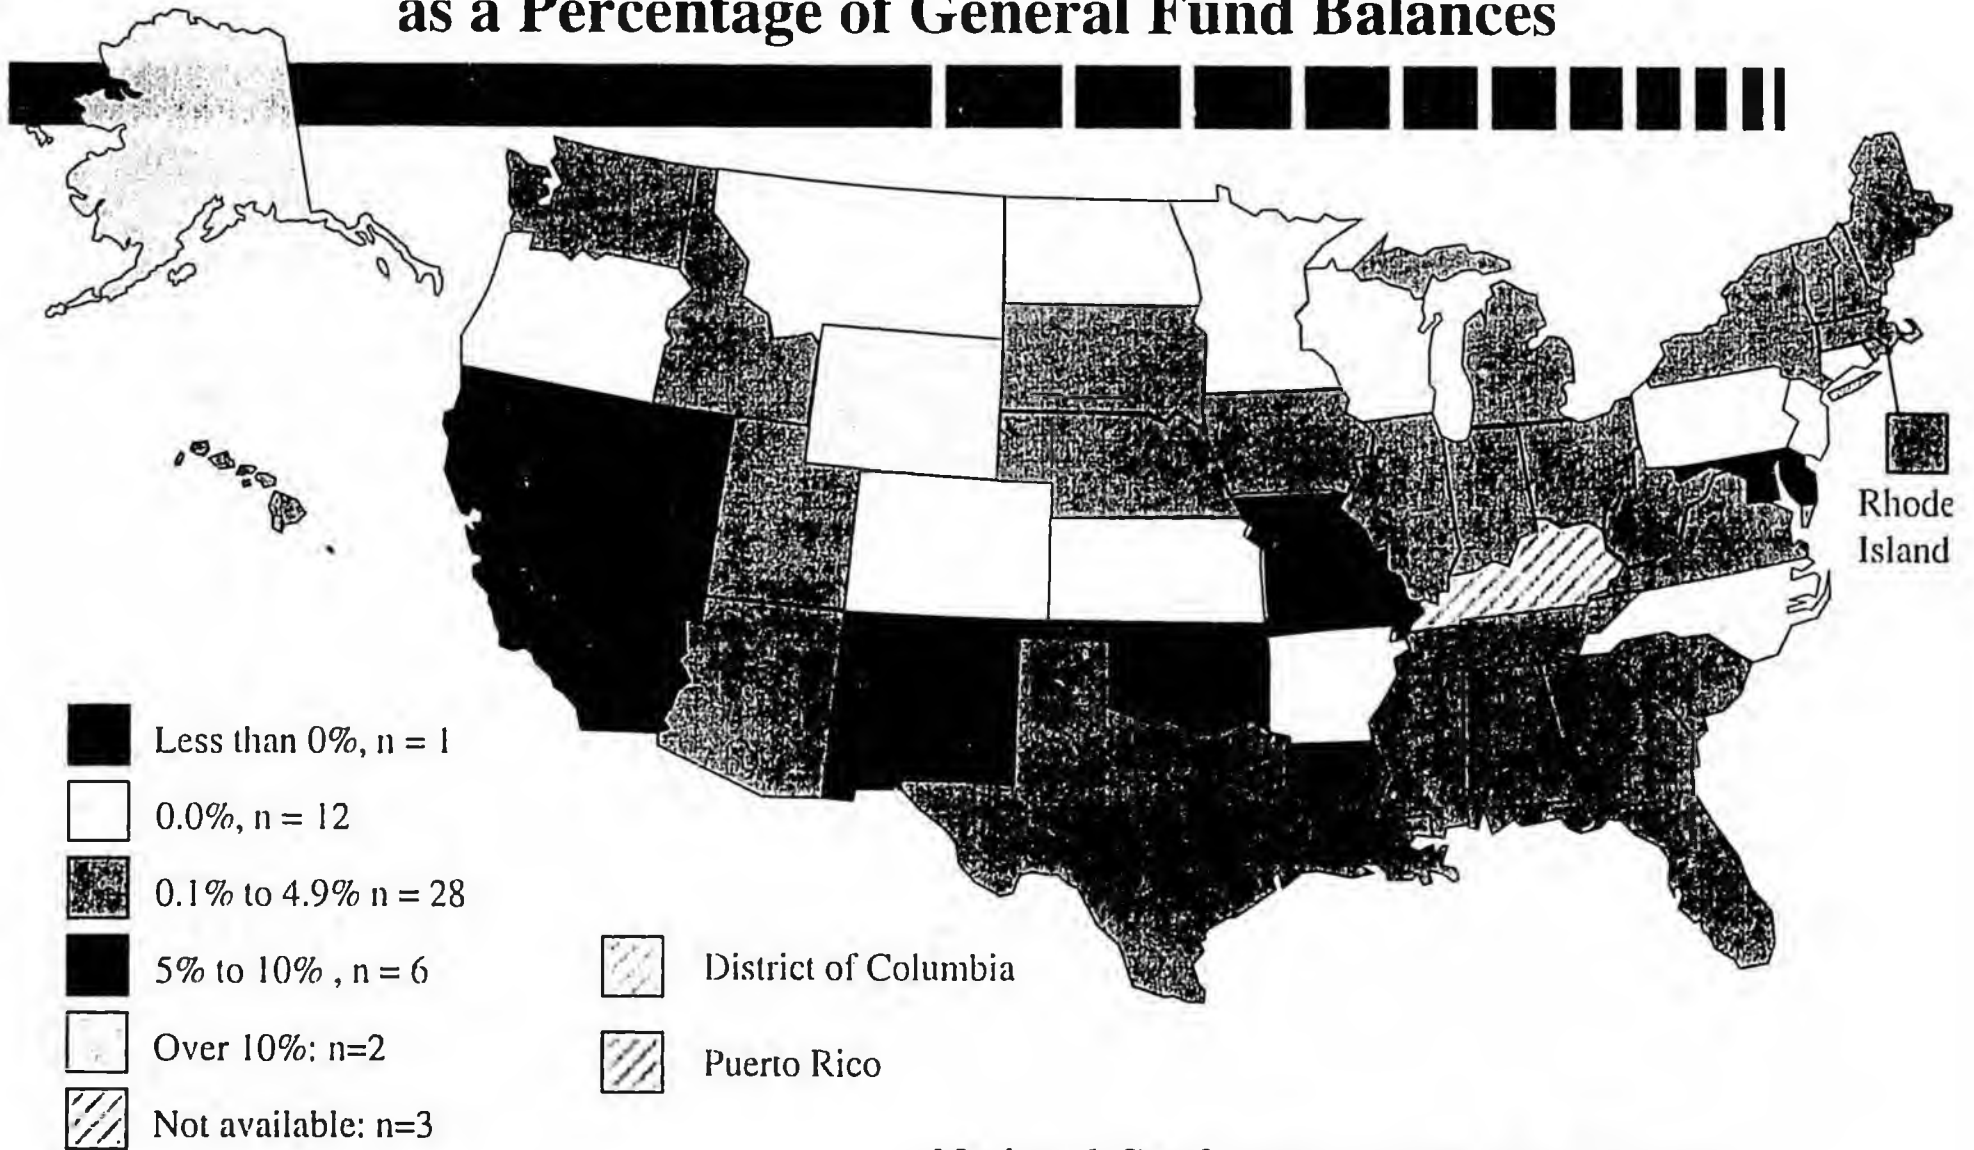 as a Percentage of General Fund Balances
Rhode
Island
Less than 0%, n = 1
0.0%, n = 12
0.1% to 4.9% n = 28
5% to 10% , n = 6
Over 10%: n=2
Not available: n=3
District of Columbia
Puerto Rico